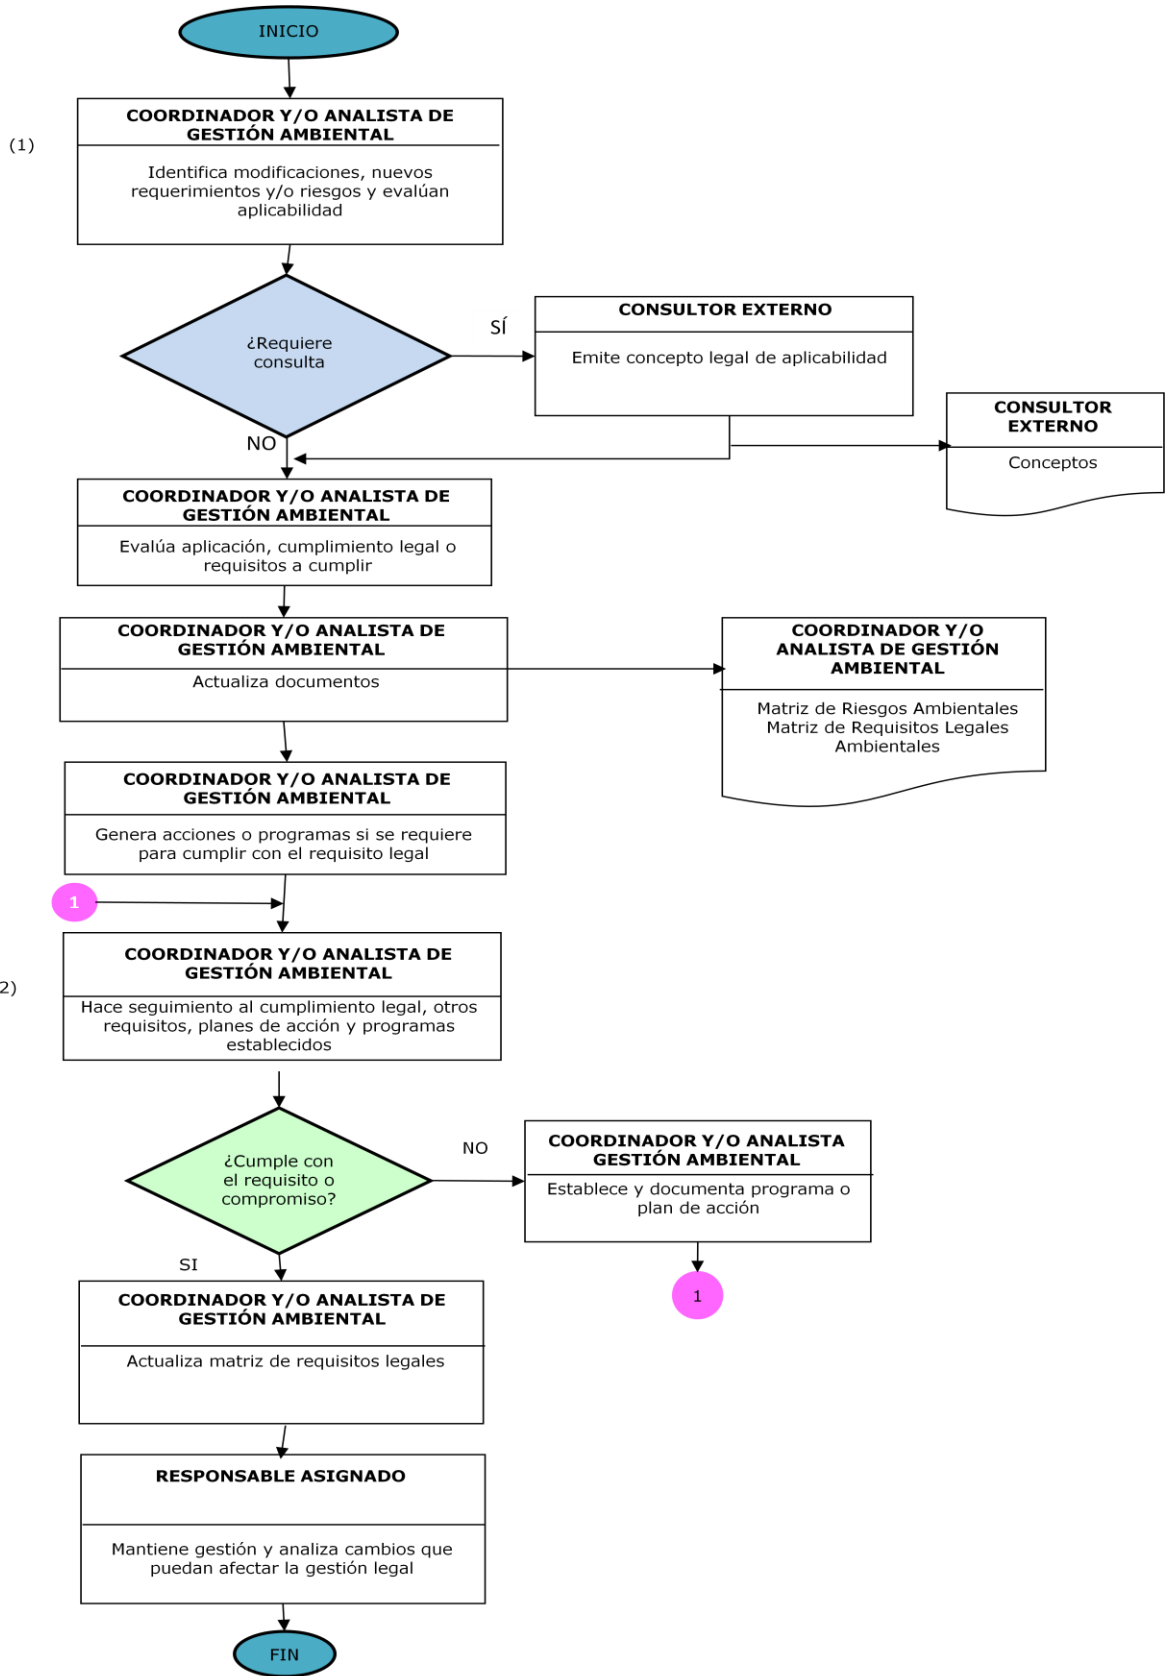 INICIO
(1)
COORDINADOR Y/O ANALISTA DE
GESTIÓN AMBIENTAL
Identifica modificaciones, nuevos
requerimientos y/o riesgos y evalúan
aplicabilidad
¿Requiere
consulta
SÍ
CONSULTOR EXTERNO
Emite concepto legal de aplicabilidad
CONSULTOR
EXTERNO
Conceptos
NO
COORDINADOR Y/O ANALISTA DE
GESTIÓN AMBIENTAL
Evalúa aplicación, cumplimiento legal o
requisitos a cumplir
COORDINADOR Y/O ANALISTA DE
GESTIÓN AMBIENTAL
Actualiza documentos
COORDINADOR Y/O
ANALISTA DE GESTIÓN
AMBIENTAL
Matriz de Riesgos Ambientales
Matriz de Requisitos Legales
Ambientales
COORDINADOR Y/O ANALISTA DE
GESTIÓN AMBIENTAL
Genera acciones o programas si se requiere
para cumplir con el requisito legal
1
2)
COORDINADOR Y/O ANALISTA DE
GESTIÓN AMBIENTAL
Hace seguimiento al cumplimiento legal, otros
requisitos, planes de acción y programas
establecidos
¿Cumple con
el requisito o
compromiso?
NO
COORDINADOR Y/O ANALISTA
GESTIÓN AMBIENTAL
Establece y documenta programa o
plan de acción
1
SI
COORDINADOR Y/O ANALISTA DE
GESTIÓN AMBIENTAL
Actualiza matriz de requisitos legales
RESPONSABLE ASIGNADO
Mantiene gestión y analiza cambios que
puedan afectar la gestión legal
FIN